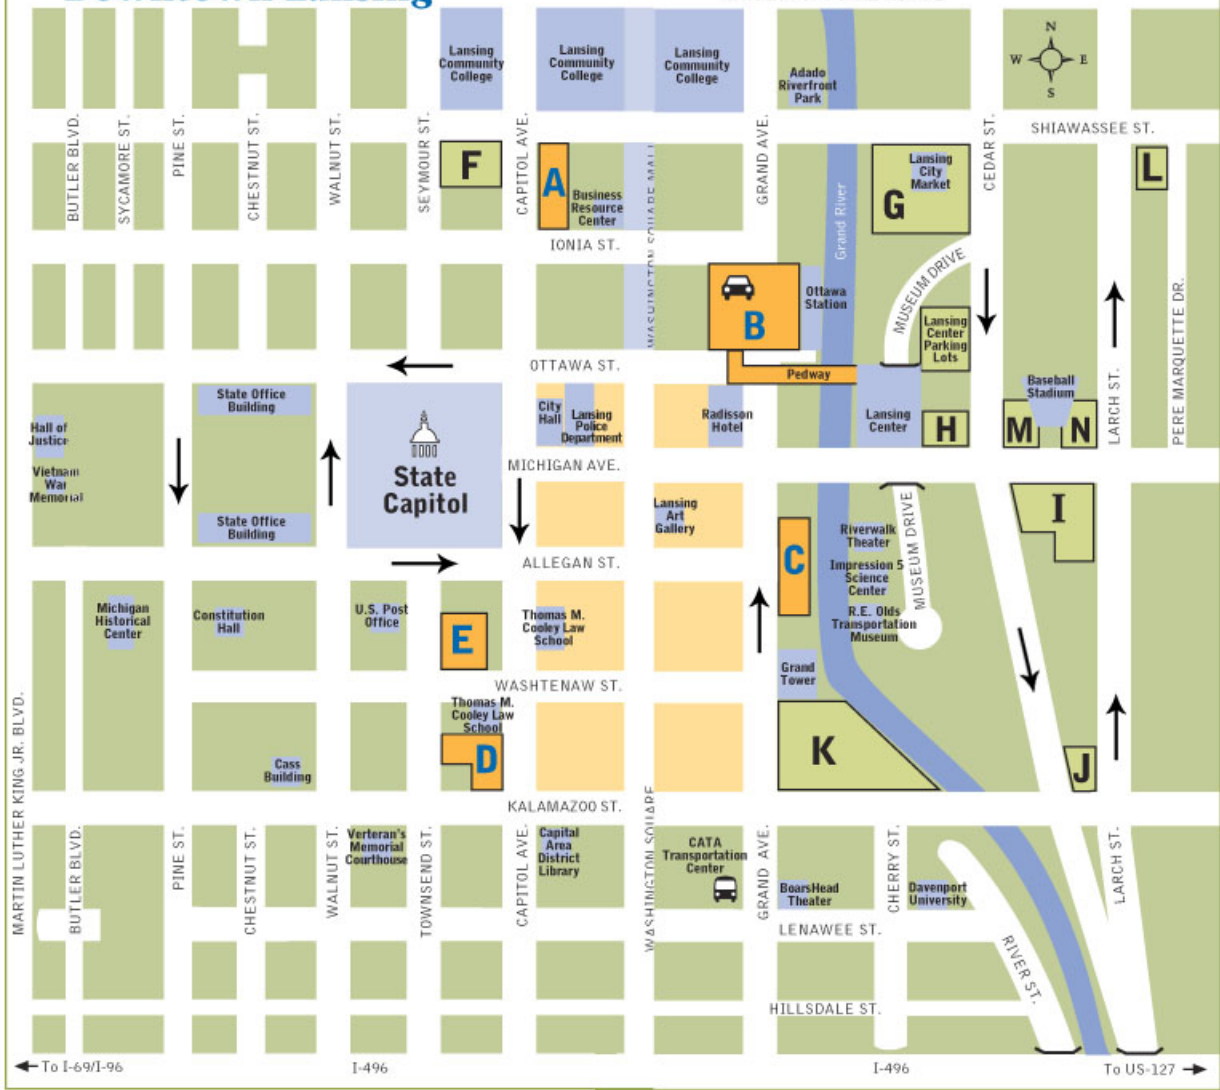 Downtown Lansing
Lansing
Community
College
Lansing
Community
College
Lansing
Community
College
Adado
Riverfront
Park
N
W
E
S
SHIAWASSEE ST.
BUTLER BLVD.
SYCAMORE ST.
PINE ST.
CHESTNUT ST.
WALNUT ST.
SEYMOUR ST.
F
CAPITOL AVE.
A
Business
Resource
Center
WASHINGTON SQUARE MALL
GRAND AVE.
Grand River
Lansing
City
Market
G
CEDAR ST.
L
IONIA ST.
B
Ottawa
Station
MUSEUM DRIVE
Lansing
Center
Parking
Lots
PERE MARQUETTE DR.
OTTAWA ST.
Pedway
LARCH ST.
State Office
Building
Hall of
Justice
Vietnam
War
Memorial
State Office
Building
State
Capitol
City
Hall
Lansing
Police
Department
Radisson
Hotel
Lansing
Center
H
Baseball
Stadium
M
N
MICHIGAN AVE.
Lansing
Art
Gallery
C
Riverwalk
Theater
Impression 5
Science
Center
R.E. Olds
Transportation
Museum
MUSEUM DRIVE
I
ALLEGAN ST.
Michigan
Historical
Center
Constitution
Hall
U.S. Post
Office
E
Thomas M.
Cooley Law
School
Grand
Tower
WASHTENAW ST.
Thomas M.
Cooley Law
School
D
Cass
Building
K
J
MARTIN LUTHER KING JR. BLVD.
KALAMAZOO ST.
BUTLER BLVD.
PINE ST.
CHESTNUT ST.
WALNUT ST.
Verteran's
Memorial
Courthouse
TOWNSEND ST.
CAPITOL AVE.
Capital
Area
District
Library
WASHINGTON SQUARE
CATA
Transportation
Center
GRAND AVE.
BoarsHead
Theater
CHERRY ST.
Davenport
University
LARCH ST.
LENAWEE ST.
RIVER ST.
HILLSDALE ST.
To I-69/I-96
I-496
I-496
To US-127